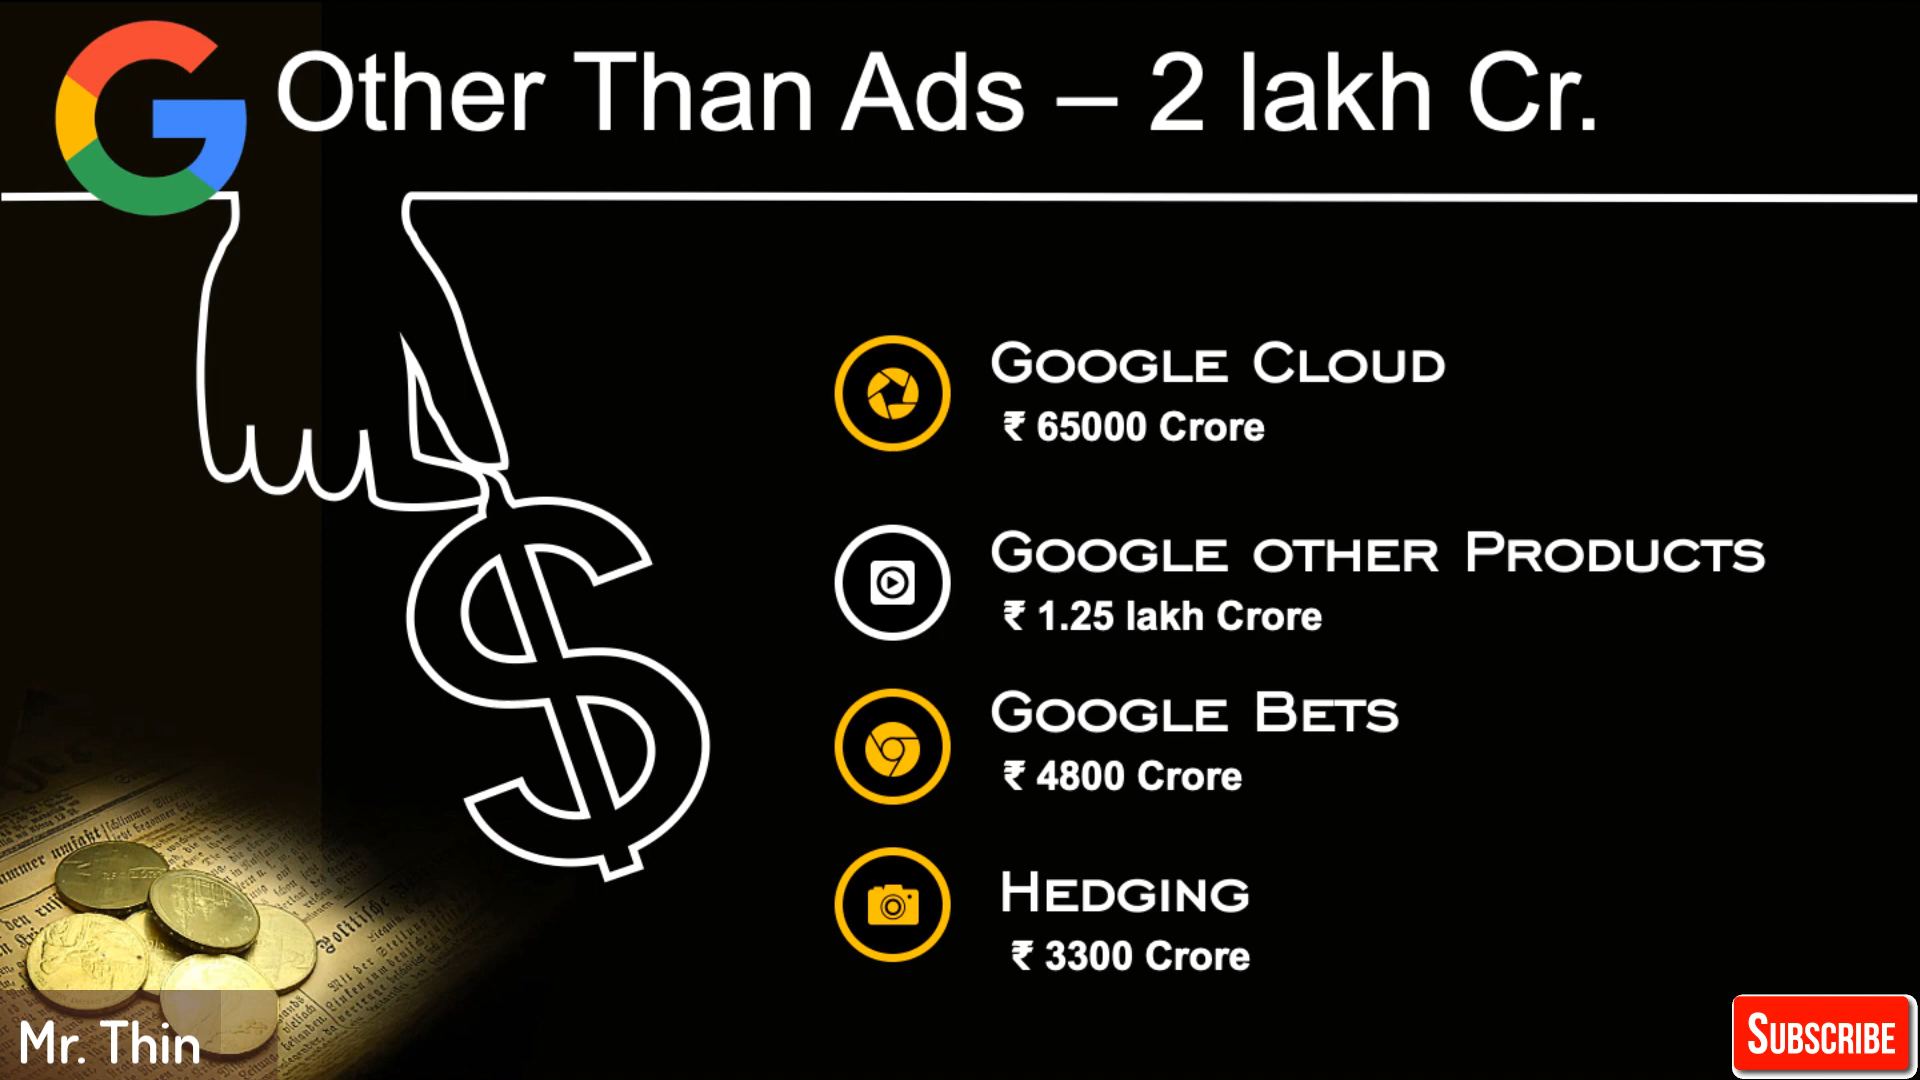 Other Than Ads – 2 lakh Cr.
Google Cloud
₹ 65000 Crore
Google other Products
₹ 1.25 lakh Crore
Google Bets
₹ 4800 Crore
Hedging
₹ 3300 Crore
Mr. Thin
Subscribe